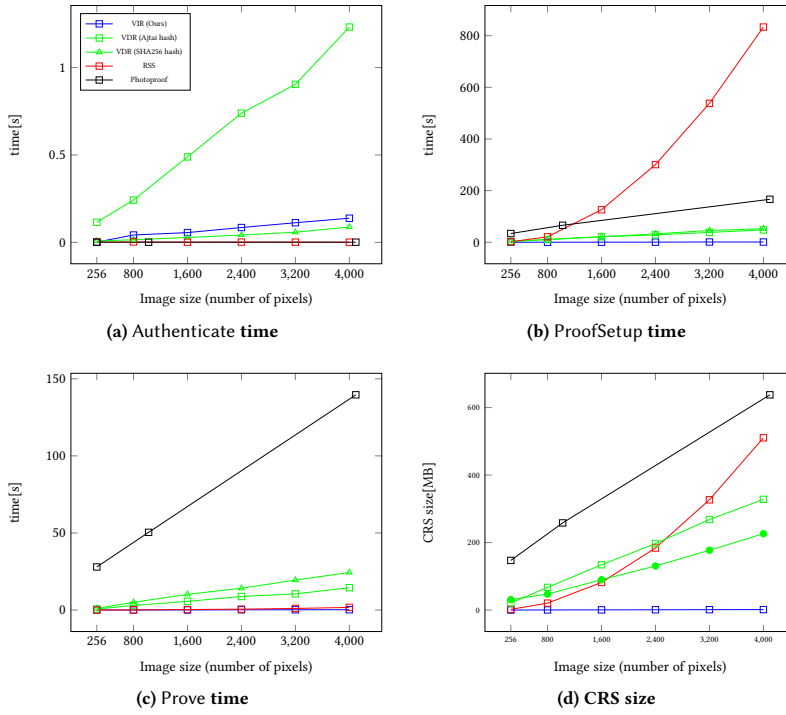 VIR (Ours)
VDR (Ajtai hash)
VDR (SHA256 hash)
RSS
Photoproof
1
0.5
0
time[s]
256 800 1,600 2,400 3,200 4,000
Image size (number of pixels)
(a) Authenticate time
800
600
400
200
0
time[s]
256 800 1,600 2,400 3,200 4,000
Image size (number of pixels)
(b) ProofSetup time
150
100
50
0
time[s]
256 800 1,600 2,400 3,200 4,000
Image size (number of pixels)
(c) Prove time
600
400
200
0
CRS size[MB]
256 800 1,600 2,400 3,200 4,000
Image size (number of pixels)
(d) CRS size